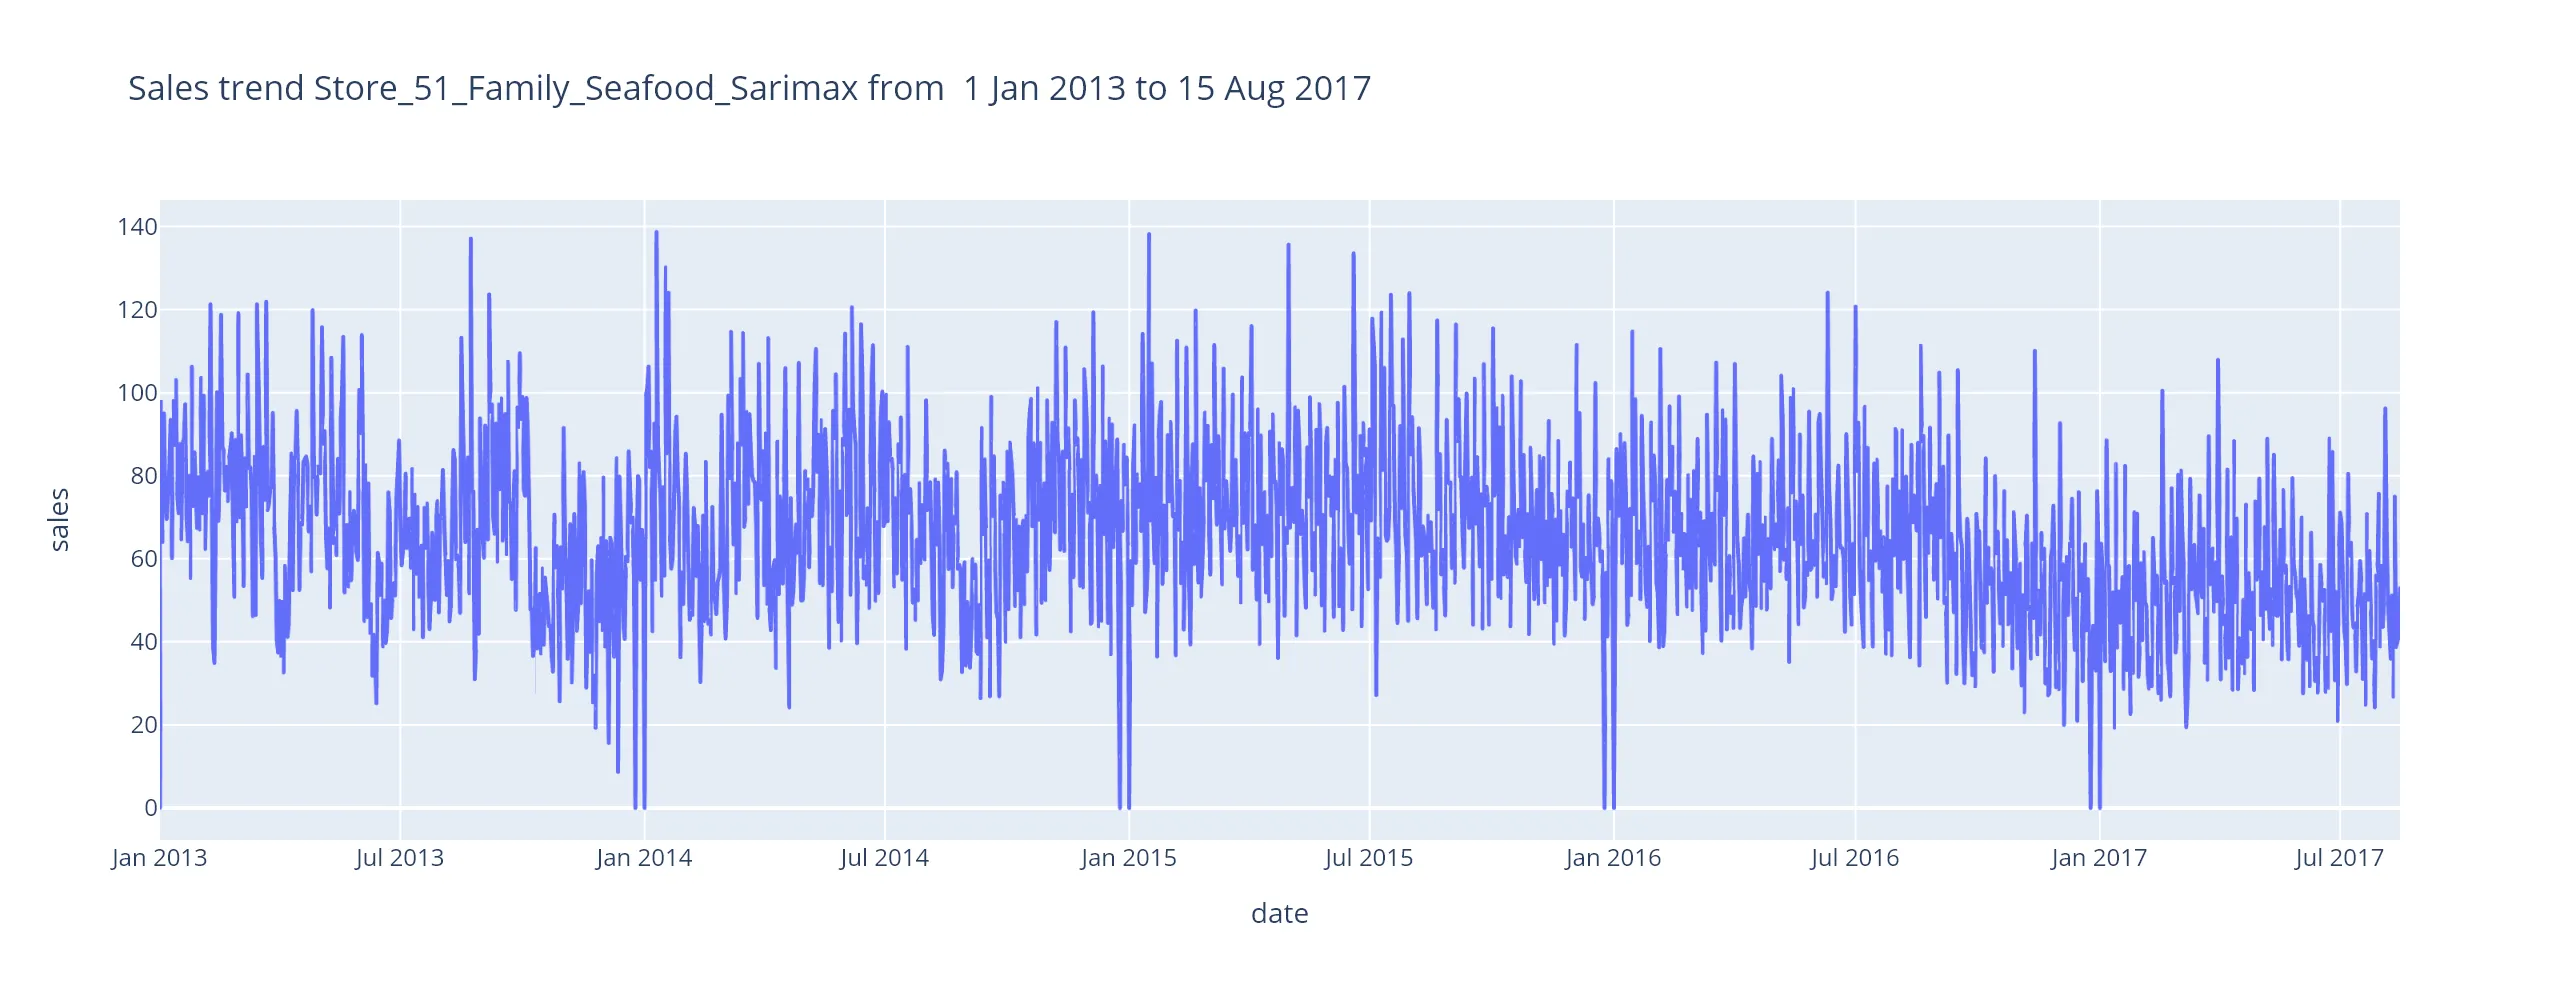 Sales trend Store_51_Family_Seafood_Sarimax from  1 Jan 2013 to 15 Aug 2017
140
120
100
80
60
40
20
0
sales
Jan 2013 Jul 2013 Jan 2014 Jul 2014 Jan 2015 Jul 2015 Jan 2016 Jul 2016 Jan 2017 Jul 2017
date